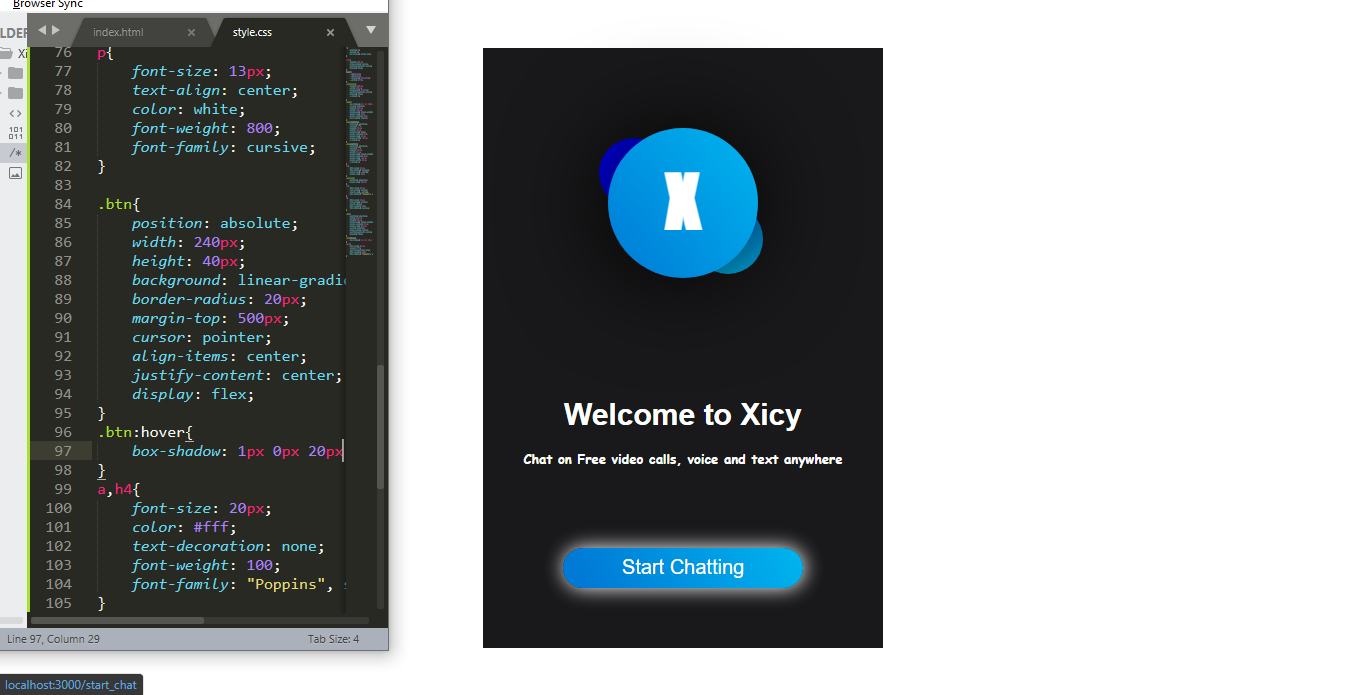 Browser Sync
index.html
style.css
76 p{
77 font-size: 13px;
78 text-align: center;
79 color: white;
80 font-weight: 800;
81 font-family: cursive;
82 }
83
84 .btn{
85 position: absolute;
86 width: 240px;
87 height: 40px;
88 background: linear-gradi
89 border-radius: 20px;
90 margin-top: 500px;
91 cursor: pointer;
92 align-items: center;
93 justify-content: center;
94 display: flex;
95 }
96 .btn:hover{
97 box-shadow: 1px 0px 20px
98 }
99 a,h4{
100 font-size: 20px;
101 color: #fff;
102 text-decoration: none;
103 font-weight: 100;
104 font-family: "Poppins",
105 }
Line 97, Column 29
Tab Size: 4
localhost:3000/start_chat
X
Welcome to Xicy
Chat on Free video calls, voice and text anywhere
Start Chatting